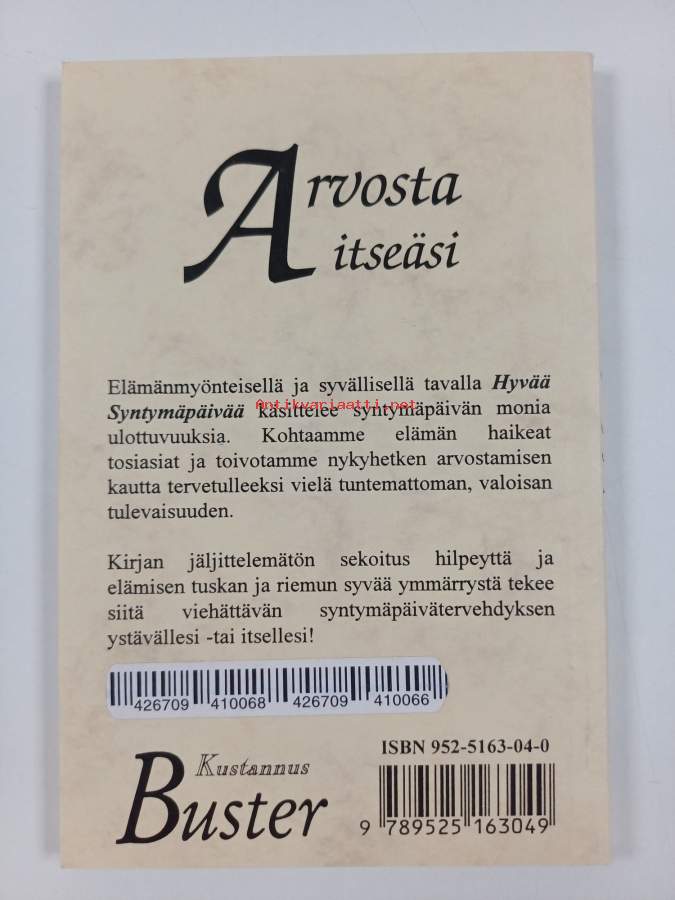 Arvosta
itseäsi
Elämänmyönteisellä ja syvällisellä tavalla Hyvää
Syntymäpäivää käsittelee syntymäpäivän monia
Antikvariaatti.net
ulottuvuuksia. Kohtaamme elämän haikeat
tosiasiat ja toivotamme nykyhetken arvostamisen
kautta tervetulleeksi vielä tuntemattoman, valoisan
tulevaisuuden.
Kirjan jäljittelemätön sekoitus hilpeyttä ja
elämisen tuskan ja riemun syvää ymmärrystä tekee
siitä viehättävän syntymäpäivätervehdyksen
ystävällesi -tai itsellesi!
426709 410068 426709 410066
Kustannus
Buster
ISBN 952-5163-04-0
9 789525 163049